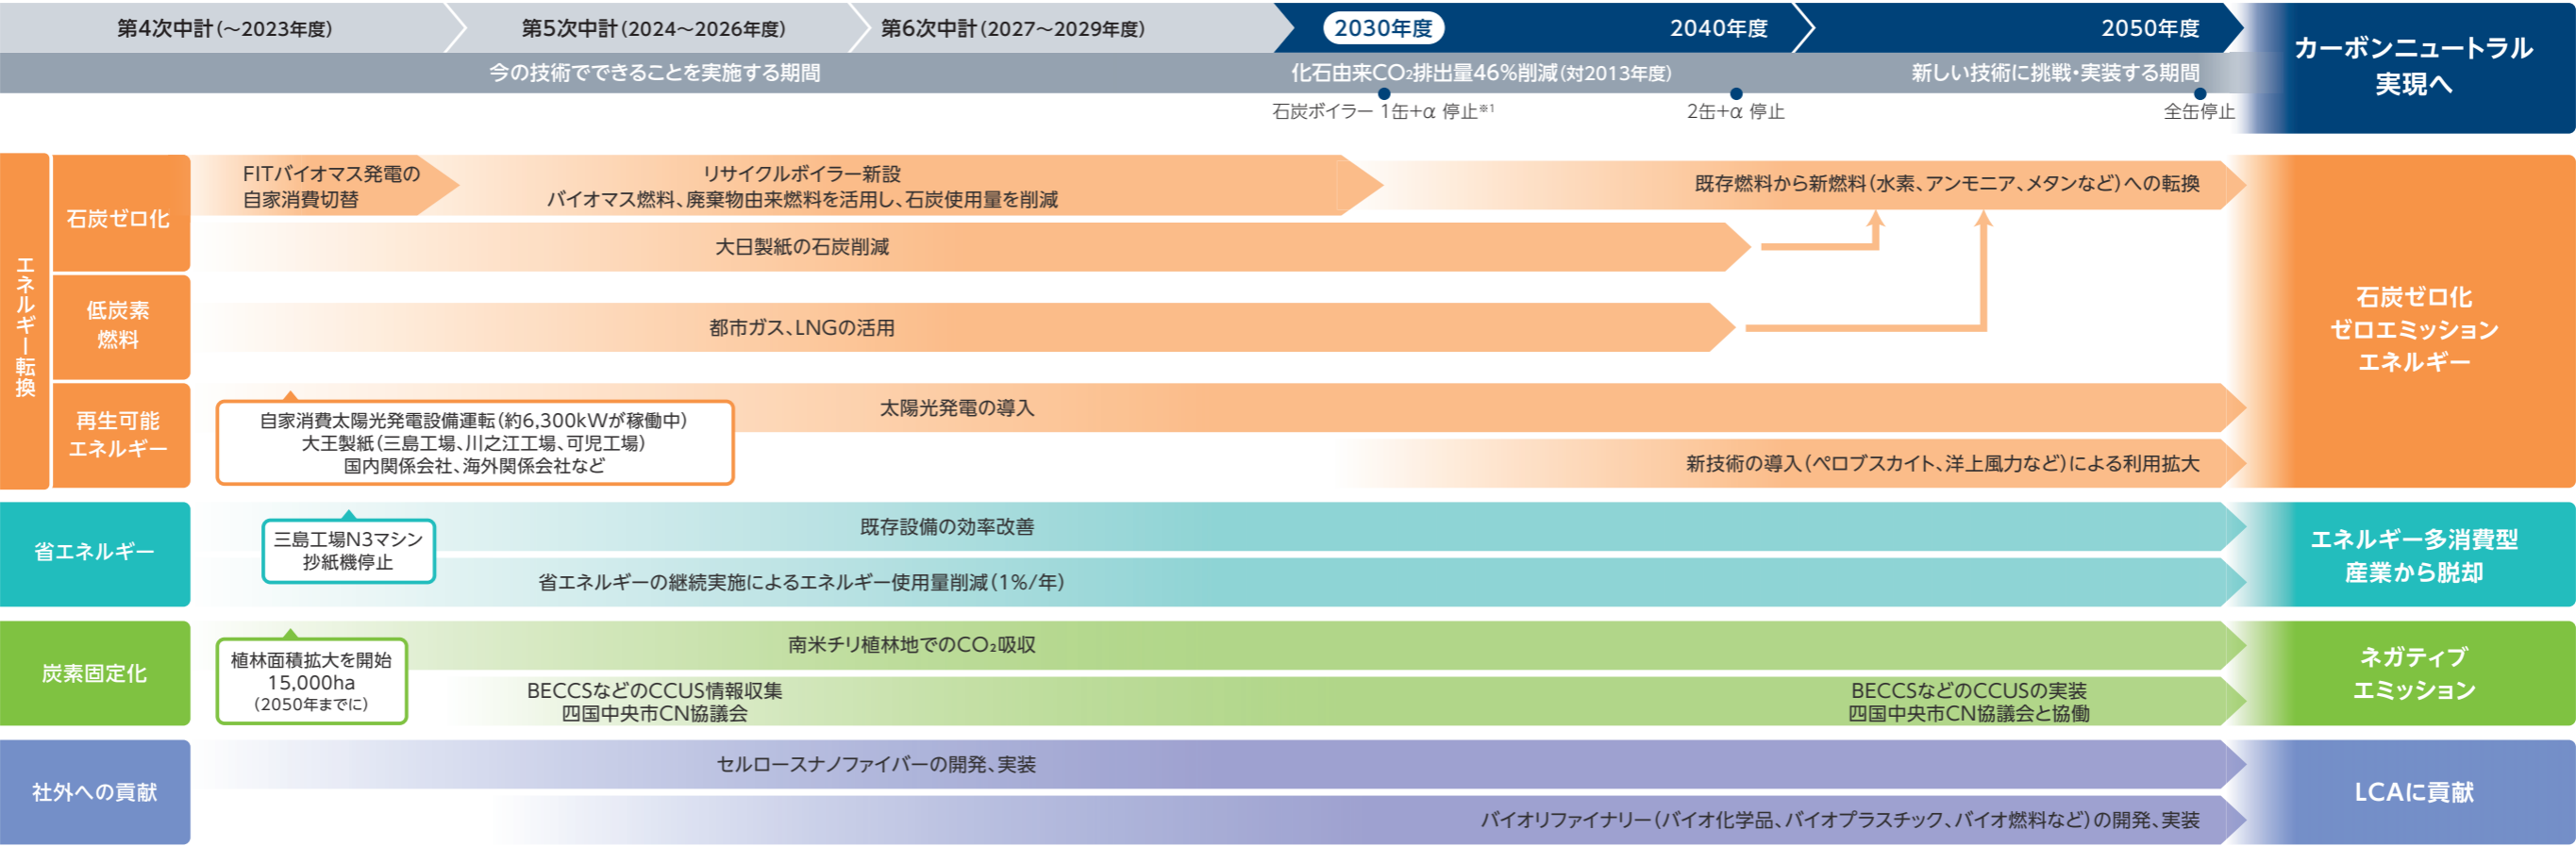 第4次中計(～2023年度)
第5次中計(2024～2026年度)
第6次中計(2027～2029年度)
2030年度
2040年度
2050年度
カーボンニュートラル
実現へ
今の技術でできることを実施する期間
化石由来CO₂排出量46%削減(対2013年度)
新しい技術に挑戦・実装する期間
石炭ボイラー 1缶+α 停止※1
2缶+α 停止
全缶停止
エネルギー転換
石炭ゼロ化
FITバイオマス発電の
自家消費切替
リサイクルボイラー新設
バイオマス燃料、廃棄物由来燃料を活用し、石炭使用量を削減
既存燃料から新燃料(水素、アンモニア、メタンなど)への転換
大日製紙の石炭削減
低炭素
燃料
都市ガス、LNGの活用
再生可能
エネルギー
太陽光発電の導入
自家消費太陽光発電設備運転(約6,300kWが稼働中)
大王製紙(三島工場、川之江工場、可児工場)
国内関係会社、海外関係会社など
新技術の導入(ペロブスカイト、洋上風力など)による利用拡大
石炭ゼロ化
ゼロエミッション
エネルギー
省エネルギー
既存設備の効率改善
三島工場N3マシン
抄紙機停止
省エネルギーの継続実施によるエネルギー使用量削減(1%/年)
エネルギー多消費型
産業から脱却
炭素固定化
南米チリ植林地でのCO₂吸収
植林面積拡大を開始
15,000ha
(2050年までに)
BECCSなどのCCUS情報収集
四国中央市CN協議会
BECCSなどのCCUSの実装
四国中央市CN協議会と協働
ネガティブ
エミッション
社外への貢献
セルロースナノファイバーの開発、実装
バイオリファイナリー(バイオ化学品、バイオプラスチック、バイオ燃料など)の開発、実装
LCAに貢献